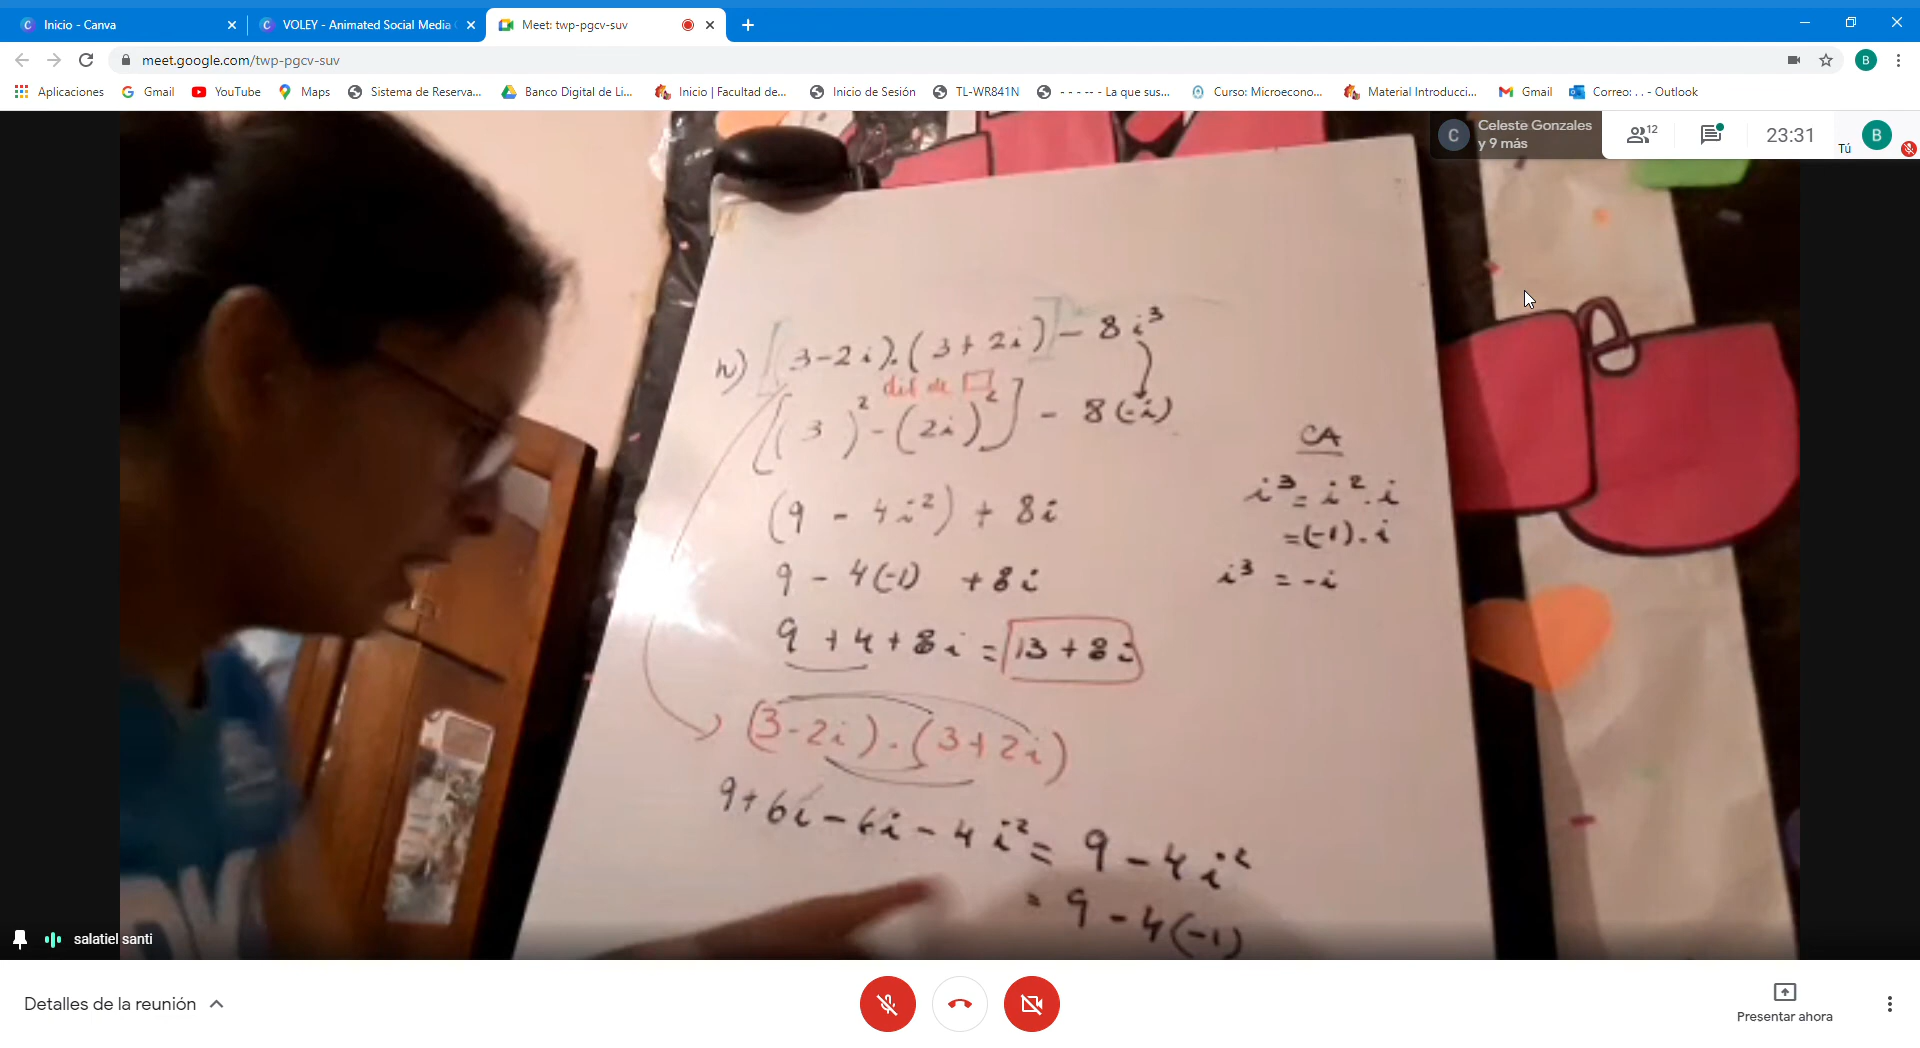 Inicio - Canva
VOLEY - Animated Social Media
Meet: twp-pgcv-suv
meet.google.com/twp-pgcv-suv
B
Aplicaciones
Gmail
YouTube
Maps
Sistema de Reserva...
Banco Digital de Li...
Inicio | Facultad de...
Inicio de Sesión
TL-WR841N
- - - -- - La que sus...
Curso: Microecono...
Material Introducci...
Gmail
Correo: . . - Outlook
C
Celeste Gonzales
y 9 más
12
23:31
Tú
B
n) [(3-2i).(3+2i)] - 8i³
dif de □
[(3)² - (2i)²] - 8(-i)
(9 - 4i²) + 8i
9 - 4(-1) + 8i
9 + 4 + 8i = 13 + 8i
(3-2i).(3+2i)
9+6i-6i-4i² = 9-4i²
= 9-4(-1)
CA
i³ = i².i
=(-1).i
i³ = -i
salatiel santi
Detalles de la reunión
Presentar ahora